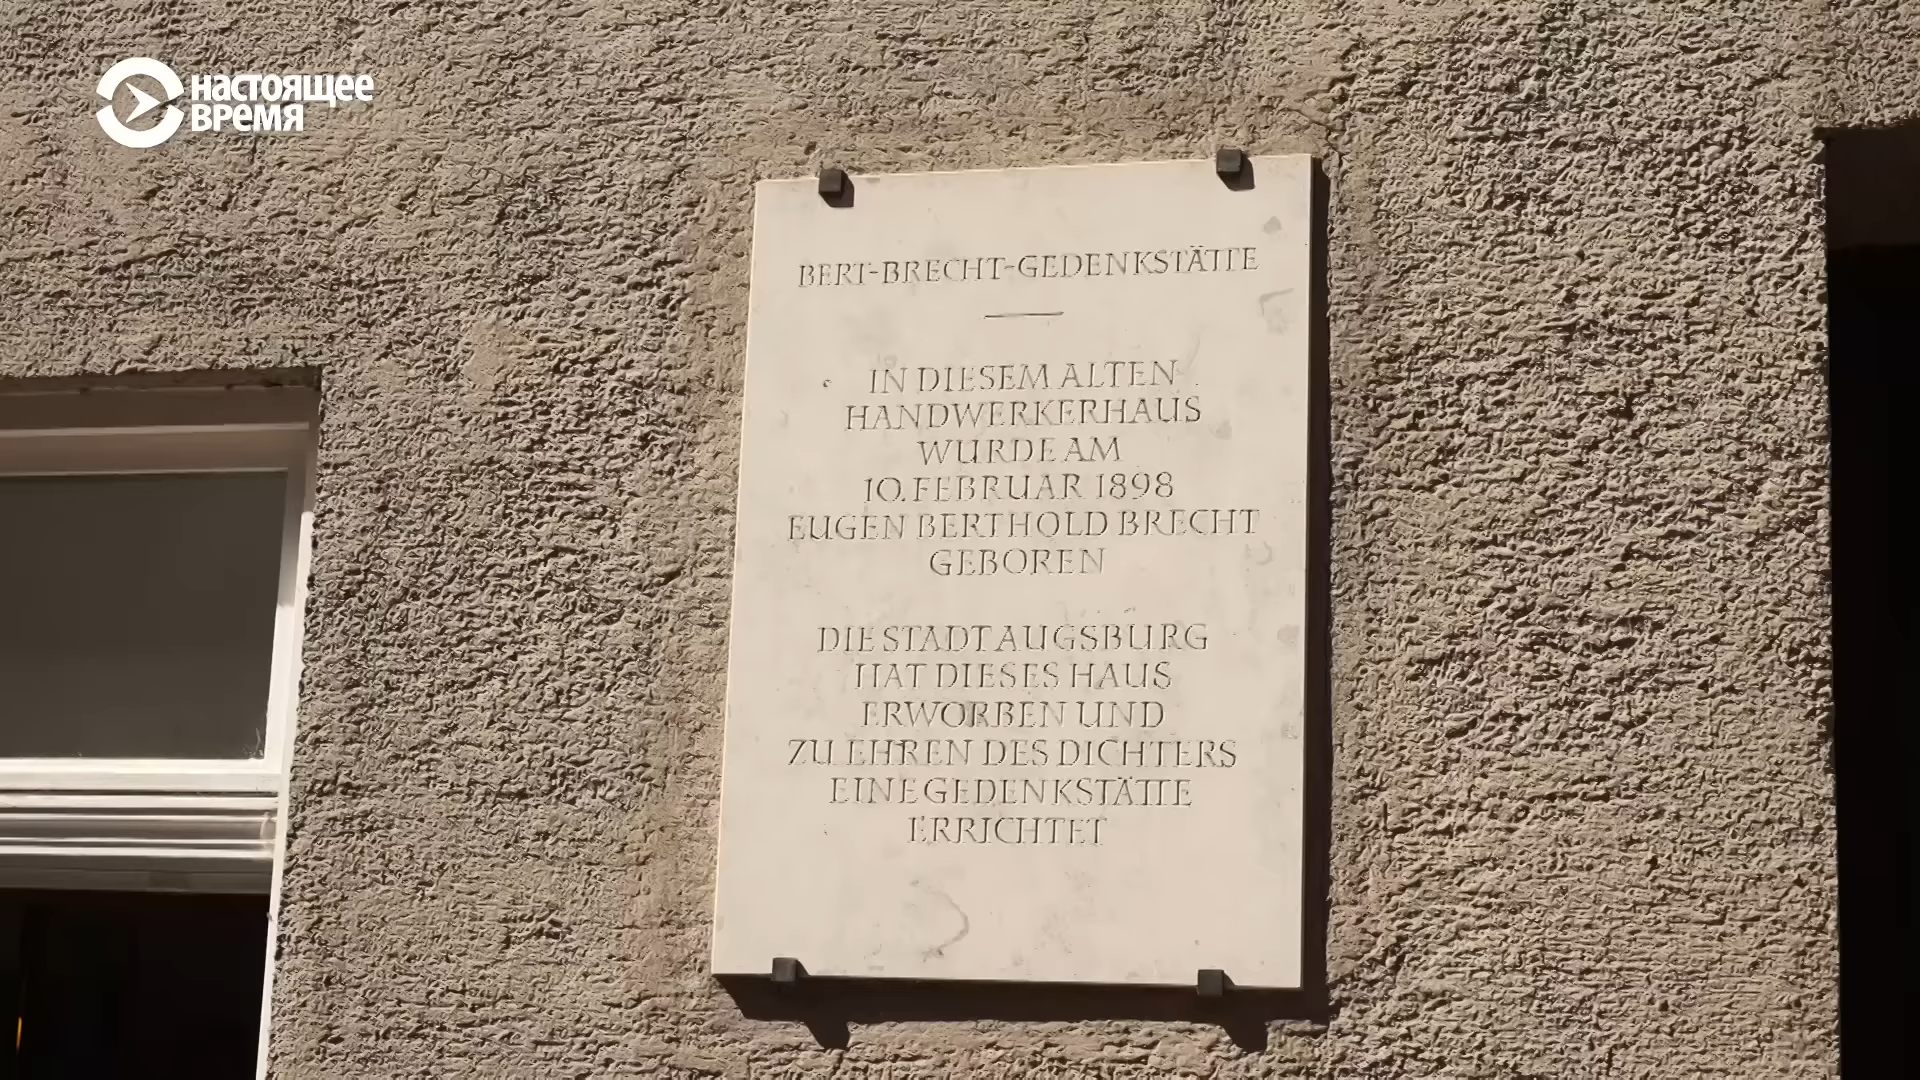 настоящее
время
BERT-BRECHT-GEDENKSTÄTTE
IN DIESEM ALTEN
HANDWERKERHAUS
WURDE AM
10. FEBRUAR 1898
EUGEN BERTHOLD BRECHT
GEBOREN
DIE STADT AUGSBURG
HAT DIESES HAUS
ERWORBEN UND
ZU EHREN DES DICHTERS
EINE GEDENKSTÄTTE
ERRICHTET